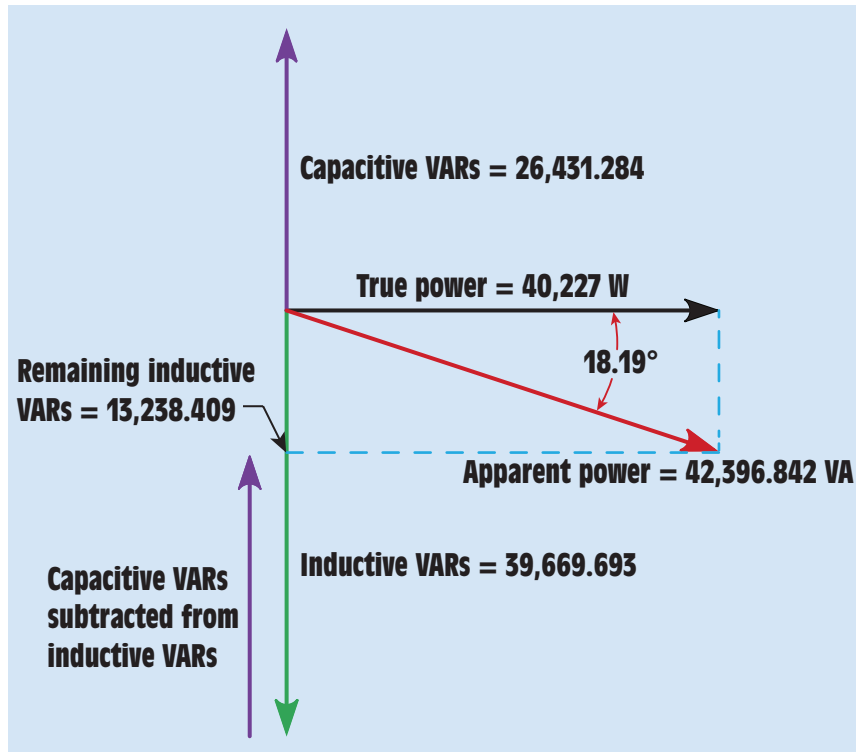 Capacitive VARs = 26,431.284
True power = 40,227 W
18.19°
Remaining inductive
VARs = 13,238.409
Apparent power = 42,396.842 VA
Inductive VARs = 39,669.693
Capacitive VARs
subtracted from
inductive VARs